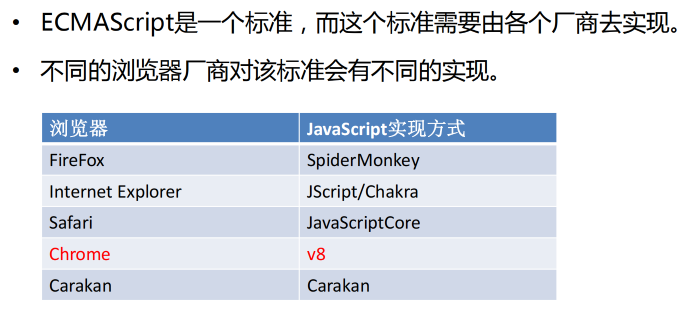 • ECMAScript是一个标准，而这个标准需要由各个厂商去实现。
• 不同的浏览器厂商对该标准会有不同的实现。
浏览器 JavaScript实现方式
FireFox SpiderMonkey
Internet Explorer JScript/Chakra
Safari JavaScriptCore
Chrome v8
Carakan Carakan